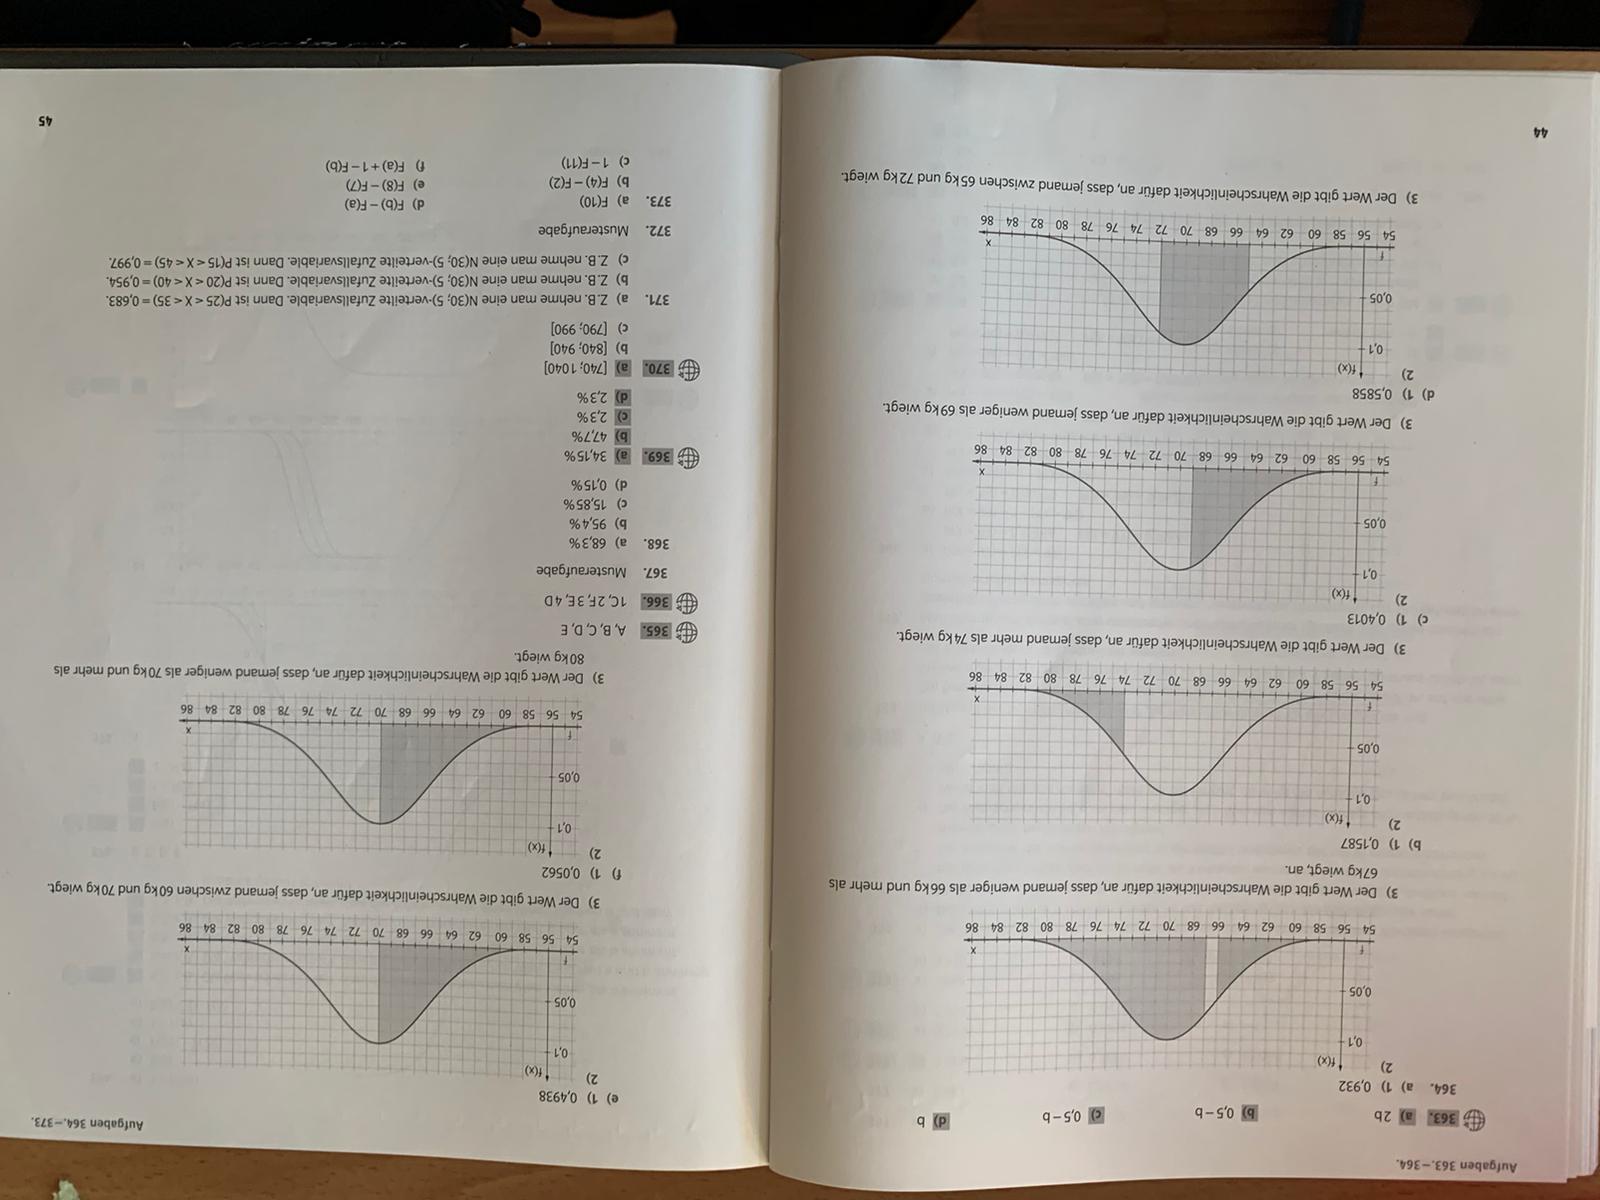 Aufgaben 363.–364.
363. a) 2b b) 0,5 – b c) 0,5 – b d) b
364. a) 1) 0,932
2)
f(x)
0,1
0,05
f
x
54 56 58 60 62 64 66 68 70 72 74 76 78 80 82 84 86
3) Der Wert gibt die Wahrscheinlichkeit dafür an, dass jemand weniger als 66 kg und mehr als
67 kg wiegt, an.
b) 1) 0,1587
2)
f(x)
0,1
0,05
f
x
54 56 58 60 62 64 66 68 70 72 74 76 78 80 82 84 86
3) Der Wert gibt die Wahrscheinlichkeit dafür an, dass jemand mehr als 74 kg wiegt.
c) 1) 0,4013
2)
f(x)
0,1
0,05
f
x
54 56 58 60 62 64 66 68 70 72 74 76 78 80 82 84 86
3) Der Wert gibt die Wahrscheinlichkeit dafür an, dass jemand weniger als 69 kg wiegt.
d) 1) 0,5858
2)
f(x)
0,1
0,05
f
x
54 56 58 60 62 64 66 68 70 72 74 76 78 80 82 84 86
3) Der Wert gibt die Wahrscheinlichkeit dafür an, dass jemand zwischen 65 kg und 72 kg wiegt.
44
Aufgaben 364.–373.
e) 1) 0,4938
2)
f(x)
0,1
0,05
f
x
54 56 58 60 62 64 66 68 70 72 74 76 78 80 82 84 86
3) Der Wert gibt die Wahrscheinlichkeit dafür an, dass jemand zwischen 60 kg und 70 kg wiegt.
f) 1) 0,0562
2)
f(x)
0,1
0,05
f
x
54 56 58 60 62 64 66 68 70 72 74 76 78 80 82 84 86
3) Der Wert gibt die Wahrscheinlichkeit dafür an, dass jemand weniger als 70 kg und mehr als
80 kg wiegt.
365. A, B, C, D, E
366. 1C, 2F, 3E, 4D
367. Musteraufgabe
368. a) 68,3 %
b) 95,4 %
c) 15,85 %
d) 0,15 %
369. a) 34,15 %
b) 47,7 %
c) 2,3 %
d) 2,3 %
370. a) [740; 1040]
b) [840; 940]
c) [790; 990]
371. a) Z.B. nehme man eine N(30; 5)-verteilte Zufallsvariable. Dann ist P(25 < X < 35) = 0,683.
b) Z.B. nehme man eine N(30; 5)-verteilte Zufallsvariable. Dann ist P(20 < X < 40) = 0,954.
c) Z.B. nehme man eine N(30; 5)-verteilte Zufallsvariable. Dann ist P(15 < X < 45) = 0,997.
372. Musteraufgabe
373. a) F(10) d) F(b) – F(a)
b) F(4) – F(2) e) F(8) – F(7)
c) 1 – F(11) f) F(a) + 1 – F(b)
45